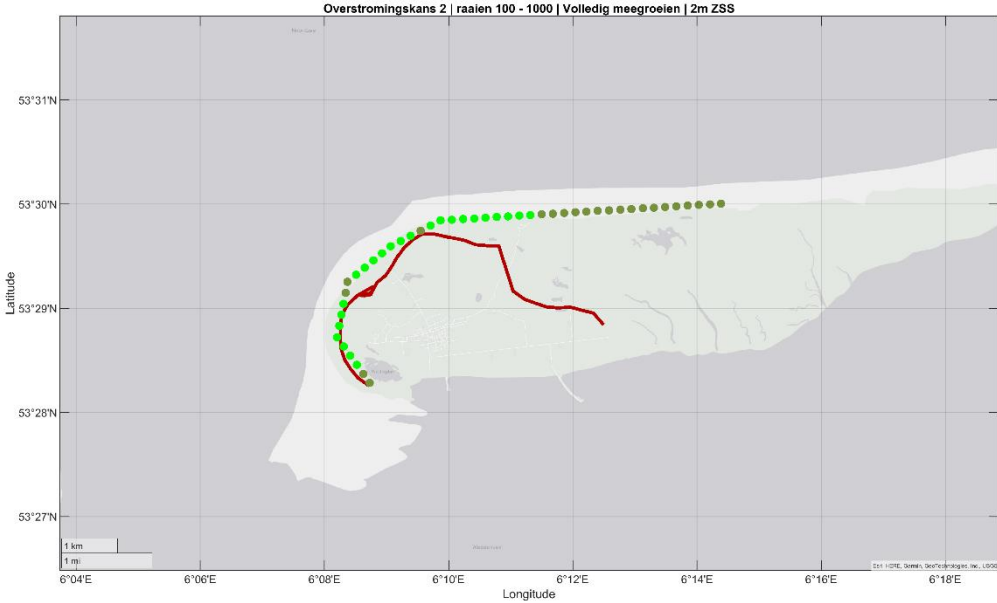 Overstromingskans 2 | raaien 100 - 1000 | Volledig meegroeien | 2m ZSS
53°31'N
53°30'N
53°29'N
53°28'N
53°27'N
Latitude
1 km
1 mi
6°04'E 6°06'E 6°08'E 6°10'E 6°12'E 6°14'E 6°16'E 6°18'E
Longitude